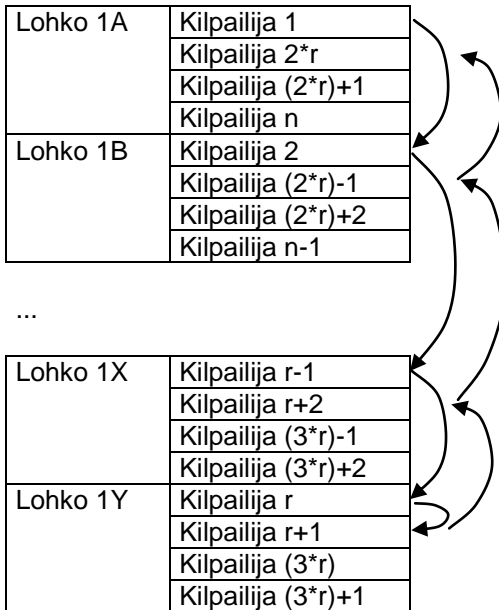 Lohko 1A Kilpailija 1
Kilpailija 2*r
Kilpailija (2*r)+1
Kilpailija n
Lohko 1B Kilpailija 2
Kilpailija (2*r)-1
Kilpailija (2*r)+2
Kilpailija n-1
...
Lohko 1X Kilpailija r-1
Kilpailija r+2
Kilpailija (3*r)-1
Kilpailija (3*r)+2
Lohko 1Y Kilpailija r
Kilpailija r+1
Kilpailija (3*r)
Kilpailija (3*r)+1